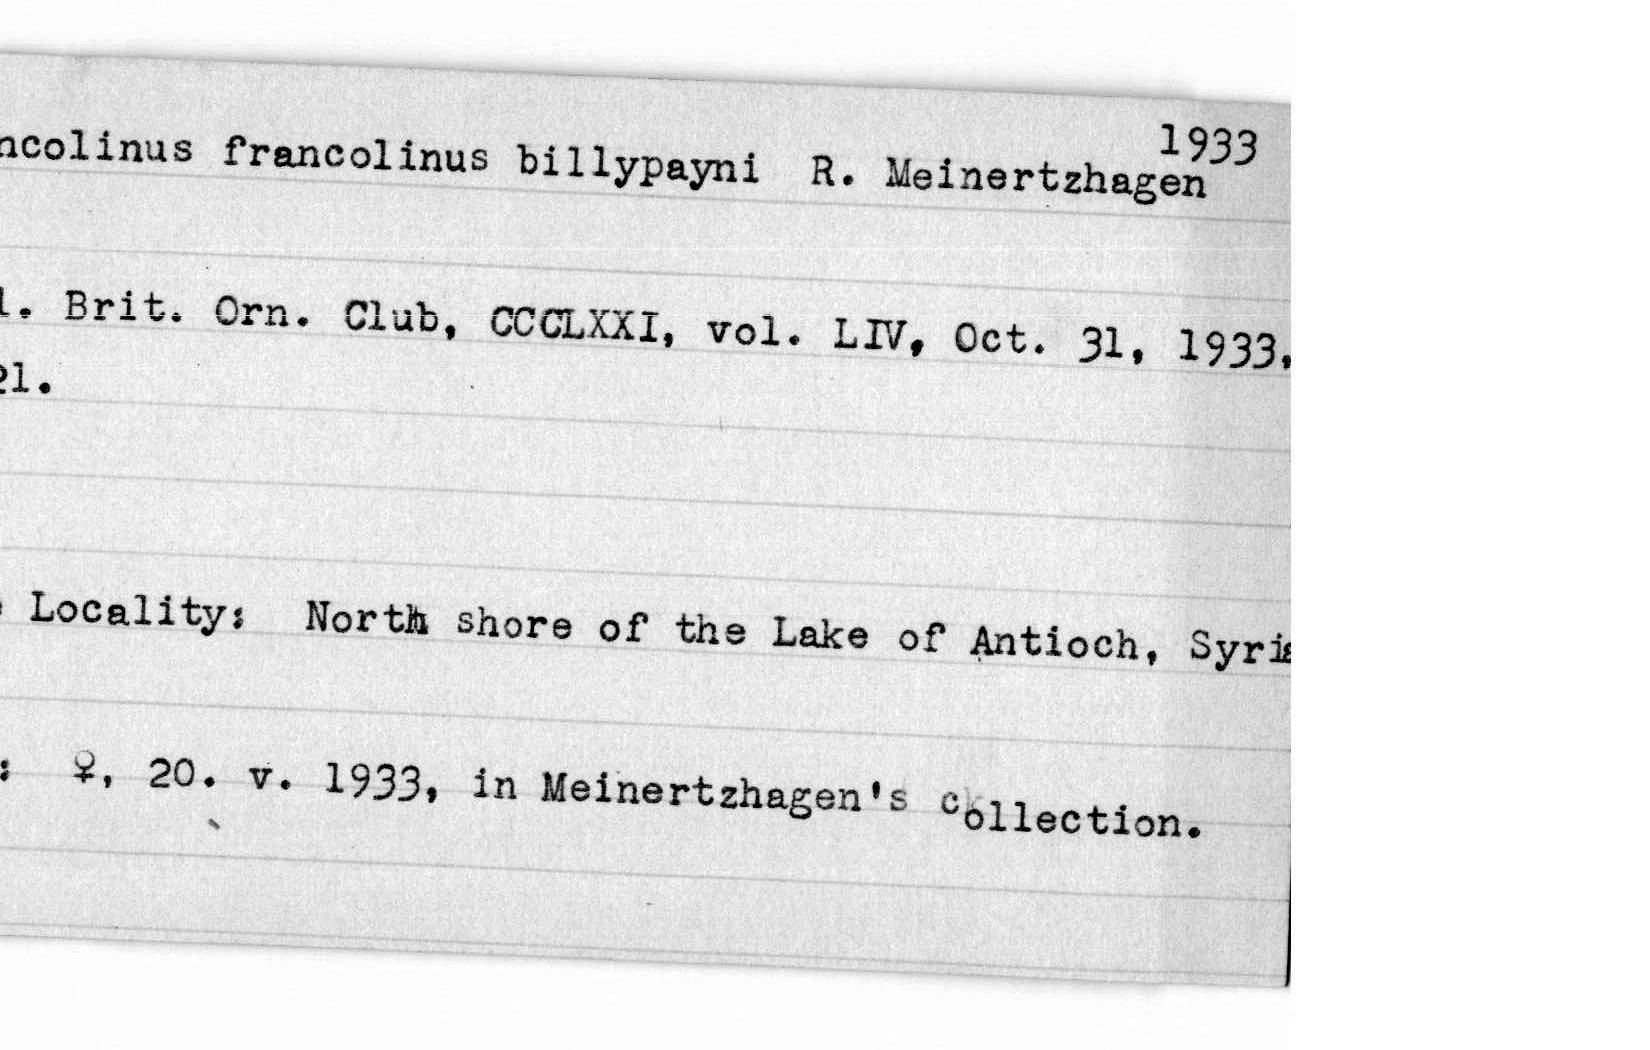 1933
ncolinus francolinus billypayni R. Meinertzhagen
l. Brit. Orn. Club, CCCLXXI, vol. LIV, Oct. 31, 1933,
21.
Locality: North shore of the Lake of Antioch, Syria
: ♀, 20. v. 1933, in Meinertzhagen's collection.